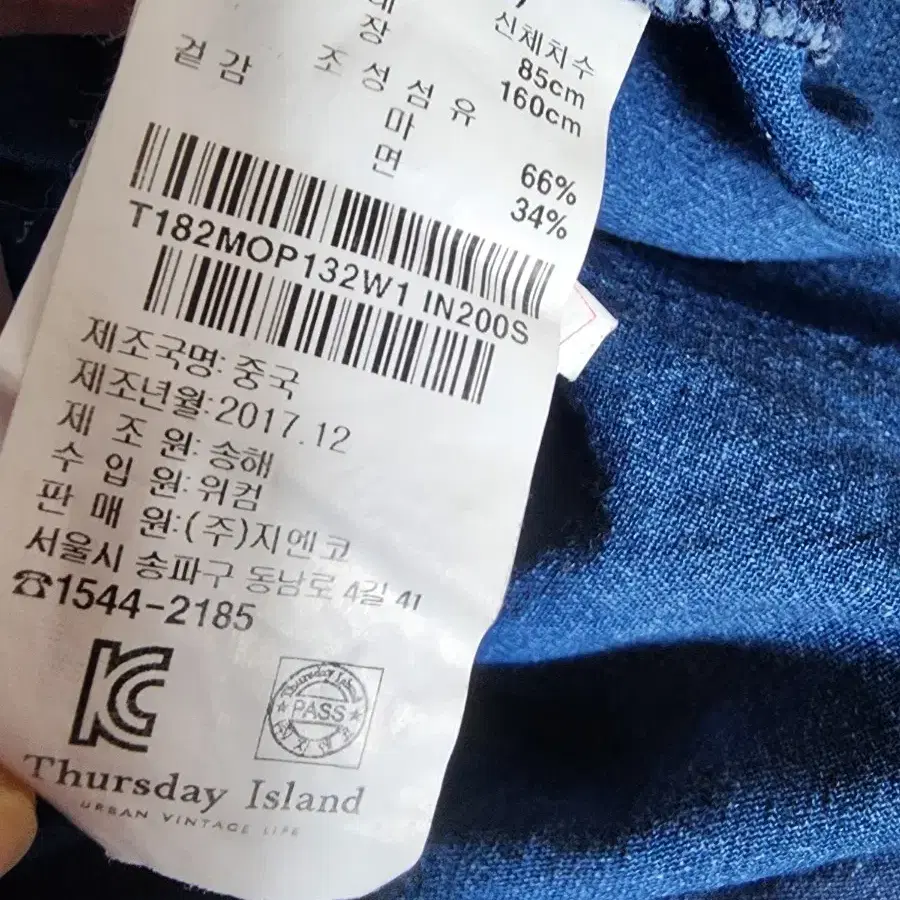 신체치수
장 85cm
160cm
겉감 조성섬유
마 66%
면 34%
T182MOP132W1 IN200S
제조국명: 중국
제조년월:2017.12
제 조 원: 송해
수 입 원: 위컴
판 매 원:(주)지엔코
서울시 송파구 동남로 4길 41
☎1544-2185
Thursday Island
PASS
Thursday Island
URBAN VINTAGE LIFE